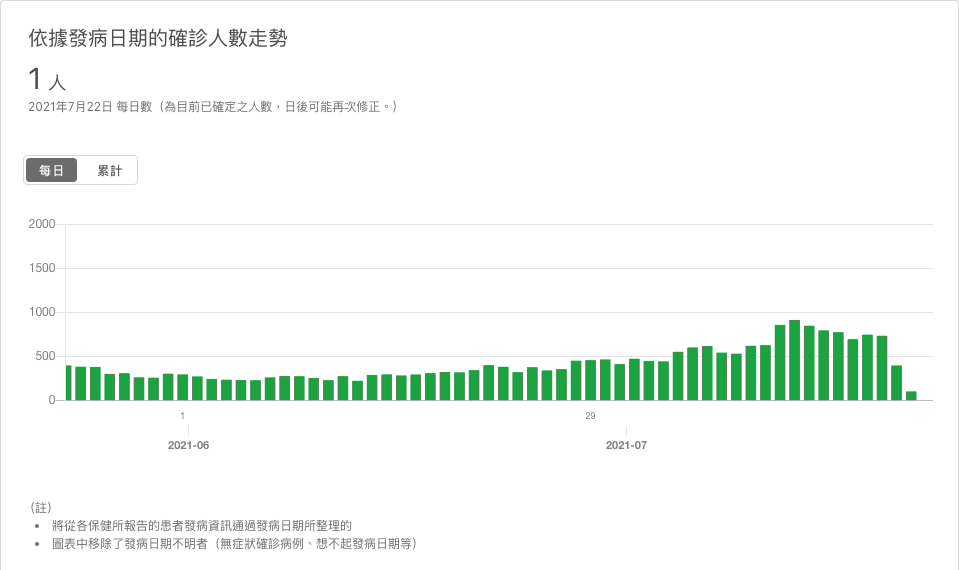 依據發病日期的確診人數走勢
1 人
2021年7月22日 每日數（為目前已確定之人數，日後可能再次修正。）
每日 累計
2000
1500
1000
500
0
1 29
2021-06 2021-07
（註）
• 將從各保健所報告的患者發病資訊通過發病日期所整理的
• 圖表中移除了發病日期不明者（無症狀確診病例、想不起發病日期等）